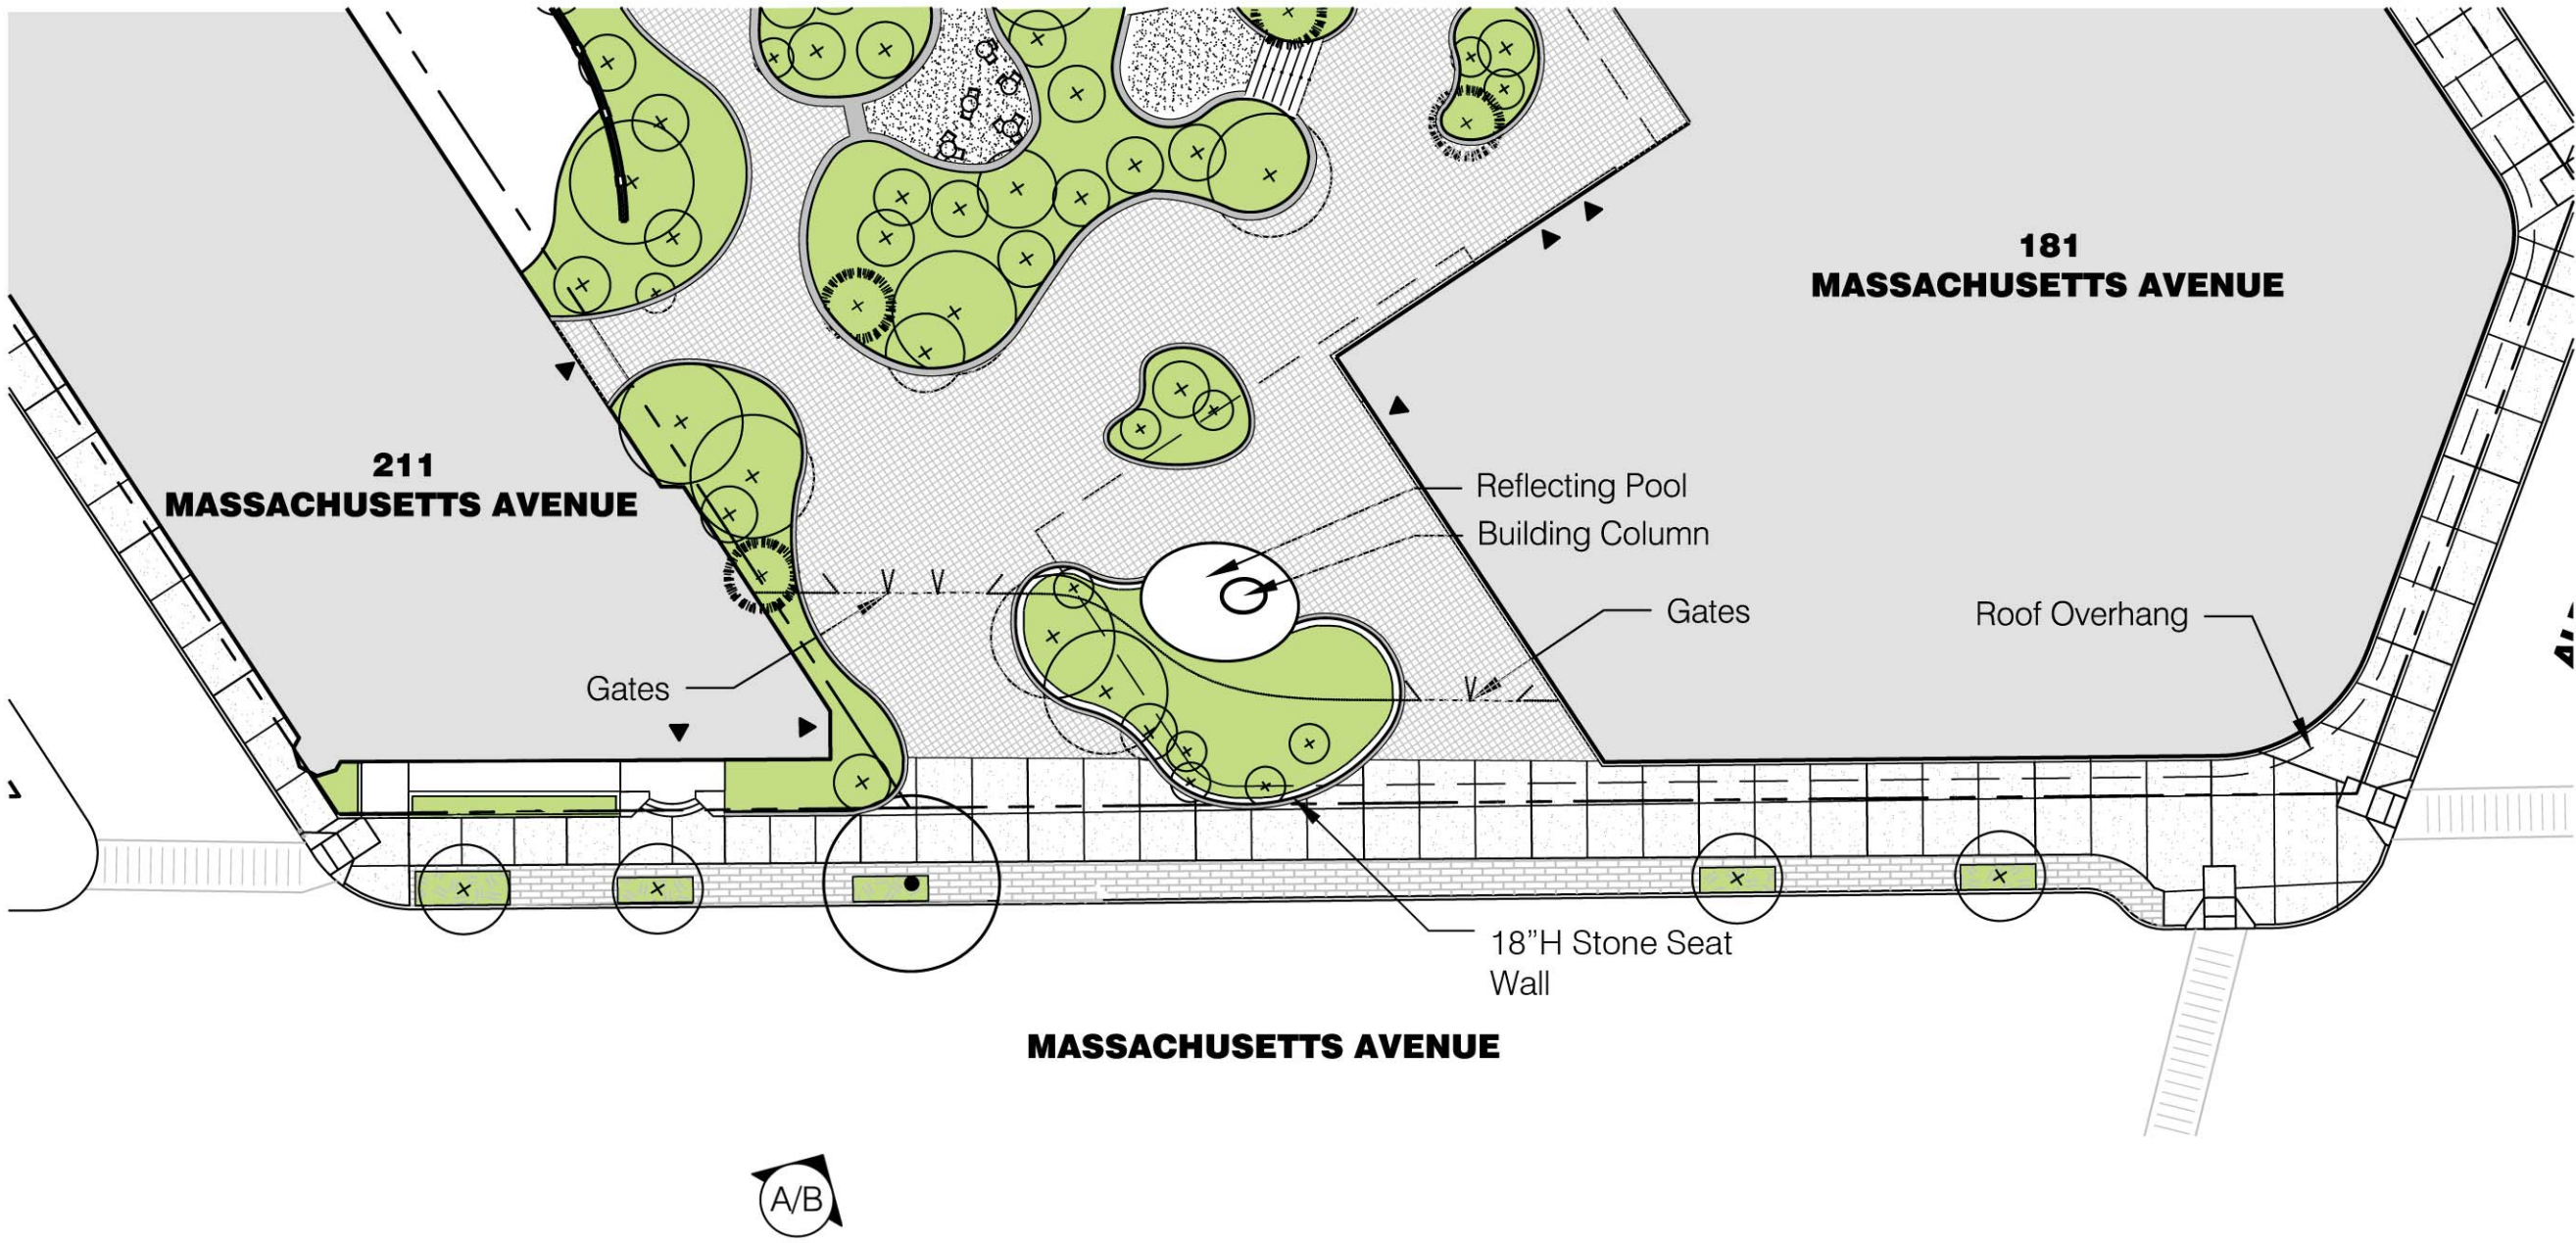 181
MASSACHUSETTS AVENUE
211
MASSACHUSETTS AVENUE
Reflecting Pool
Building Column
Gates
Roof Overhang
Gates
18”H Stone Seat
Wall
MASSACHUSETTS AVENUE
A/B